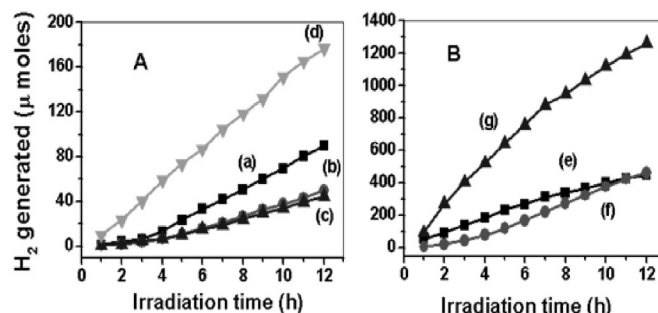 A
B
H2 generated (μ moles)
200
160
120
80
40
0
(d)
(a)
(b)
(c)
0 2 4 6 8 10 12
Irradiation time (h)
1400
1200
1000
800
600
400
200
0
(g)
(e)
(f)
0 2 4 6 8 10 12
Irradiation time (h)